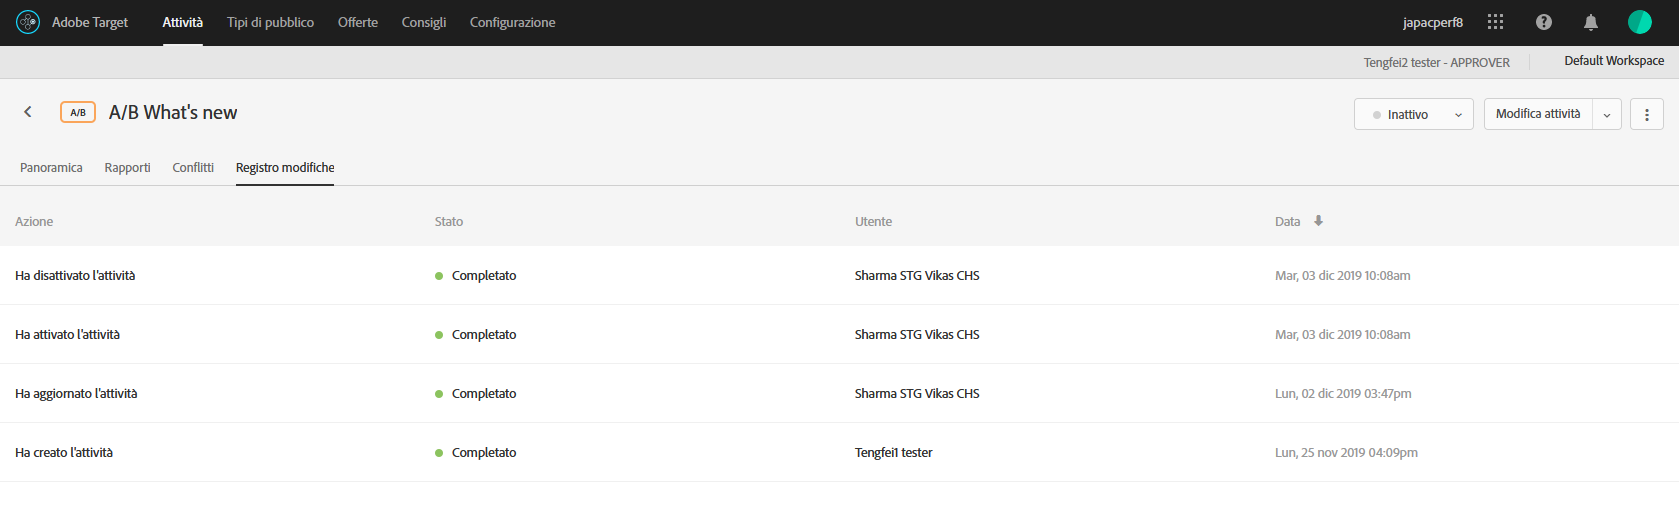 Adobe Target Attività Tipi di pubblico Offerte Consigli Configurazione japacperf8
Tengfei2 tester - APPROVER Default Workspace
A/B A/B What's new Inattivo Modifica attività
Panoramica Rapporti Conflitti Registro modifiche
Azione Stato Utente Data
Ha disattivato l'attività Completato Sharma STG Vikas CHS Mar, 03 dic 2019 10:08am
Ha attivato l'attività Completato Sharma STG Vikas CHS Mar, 03 dic 2019 10:08am
Ha aggiornato l'attività Completato Sharma STG Vikas CHS Lun, 02 dic 2019 03:47pm
Ha creato l'attività Completato Tengfei1 tester Lun, 25 nov 2019 04:09pm